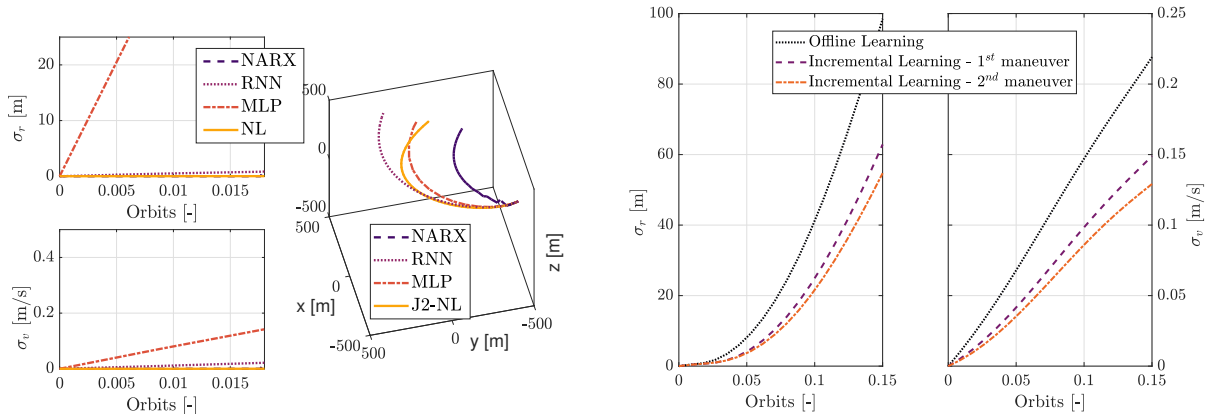 20
10
0
σr [m]
0
0.005
0.01
0.015
Orbits [-]
NARX
RNN
MLP
NL
0.4
0.2
0
σv [m/s]
0
0.005
0.01
0.015
Orbits [-]
500
0
-500
500
0
-500
x [m]
500
0
-500
y [m]
z [m]
NARX
RNN
MLP
J2-NL
100
80
60
40
20
0
σr [m]
0
0.05
0.1
0.15
Orbits [-]
Offline Learning
Incremental Learning - 1st maneuver
Incremental Learning - 2nd maneuver
0
0.05
0.1
0.15
Orbits [-]
0.25
0.2
0.15
0.1
0.05
0
σv [m/s]